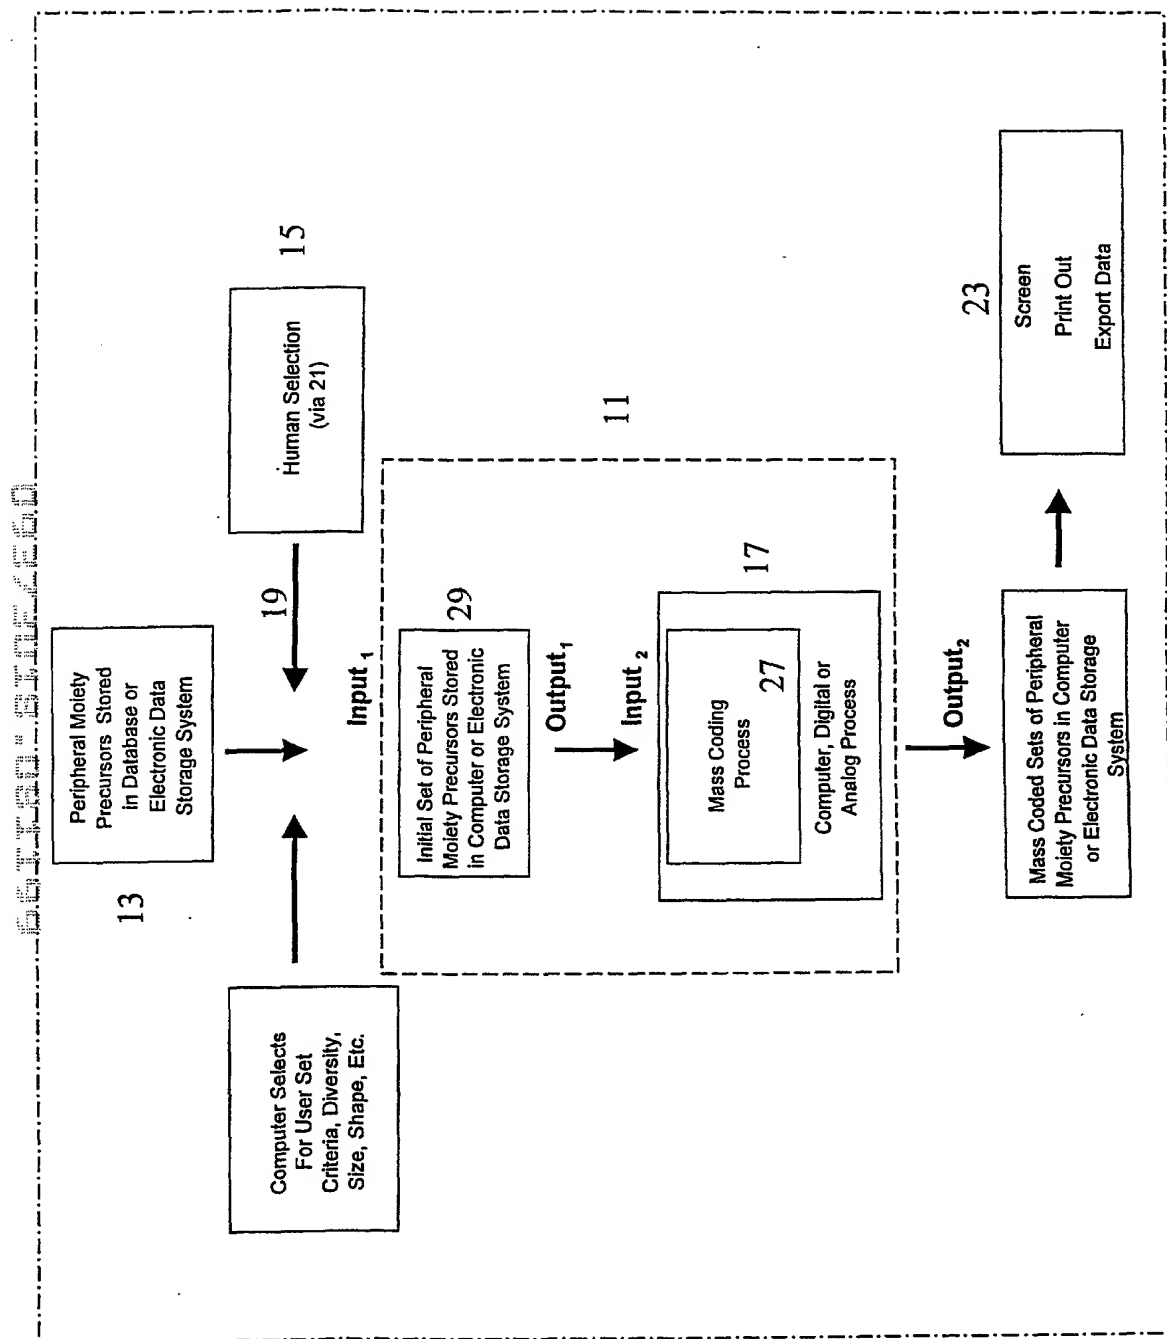 Peripheral Moiety
Precursors Stored
in Database or
Electronic Data
Storage System
13
Computer Selects
For User Set
Criteria, Diversity,
Size, Shape, Etc.
19
Human Selection
(via 21)
15
Input 1
11
Initial Set of Peripheral
Moiety Precursors Stored
in Computer or Electronic
Data Storage System
29
Output1
Input 2
Mass Coding
Process
27
17
Computer, Digital or
Analog Process
Output2
Mass Coded Sets of Peripheral
Moiety Precursors in Computer
or Electronic Data Storage
System
23
Screen
Print Out
Export Data